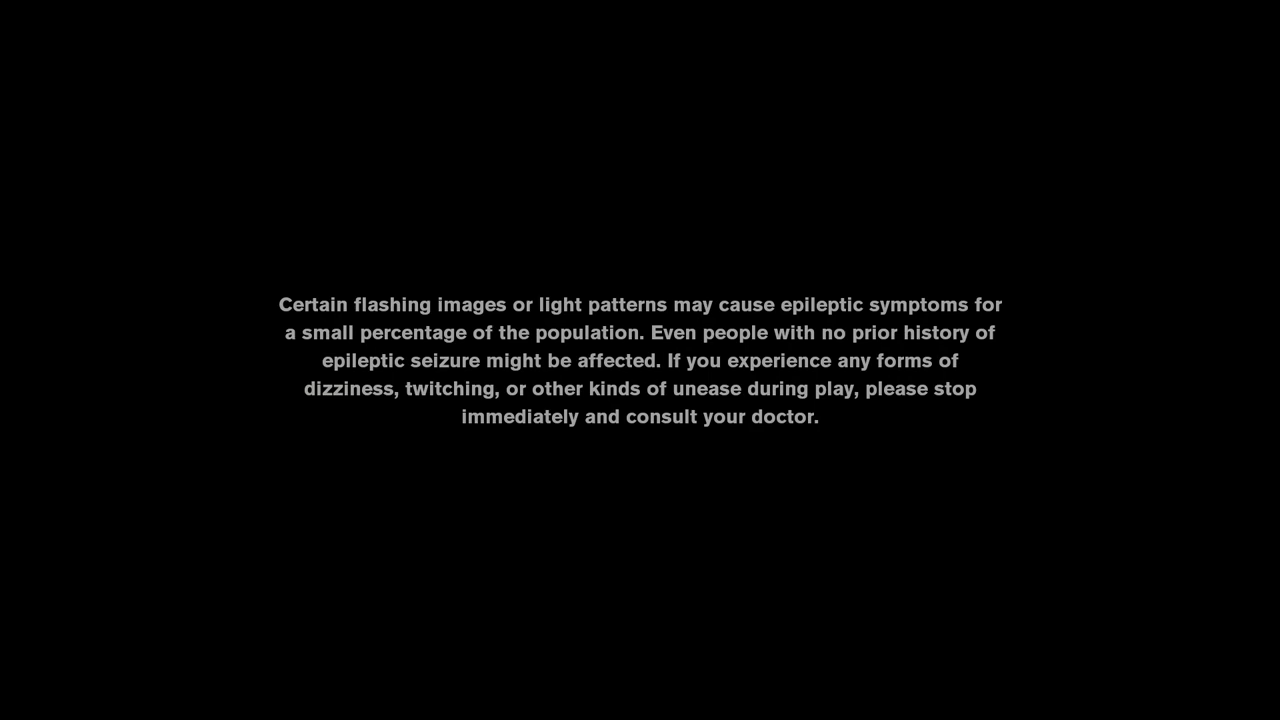 Certain flashing images or light patterns may cause epileptic symptoms for
a small percentage of the population. Even people with no prior history of
epileptic seizure might be affected. If you experience any forms of
dizziness, twitching, or other kinds of unease during play, please stop
immediately and consult your doctor.